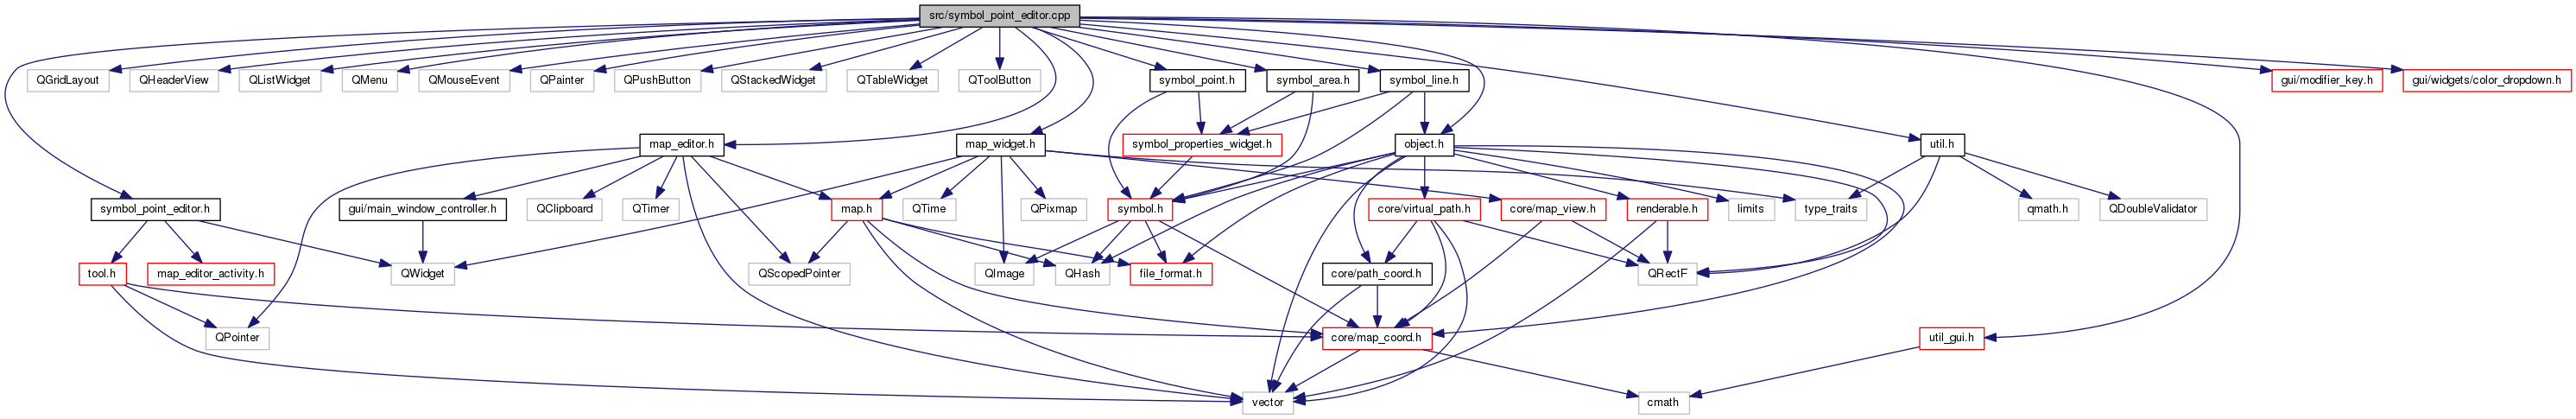 src/symbol_point_editor.cpp
QGridLayout
QHeaderView
QListWidget
QMenu
QMouseEvent
QPainter
QPushButton
QStackedWidget
QTableWidget
QToolButton
symbol_point.h
symbol_area.h
symbol_line.h
gui/modifier_key.h
gui/widgets/color_dropdown.h
map_editor.h
map_widget.h
symbol_properties_widget.h
object.h
util.h
symbol_point_editor.h
gui/main_window_controller.h
QClipboard
QTimer
map.h
QTime
QPixmap
symbol.h
core/virtual_path.h
core/map_view.h
renderable.h
limits
type_traits
qmath.h
QDoubleValidator
tool.h
map_editor_activity.h
QWidget
QScopedPointer
QImage
QHash
file_format.h
core/path_coord.h
QRectF
QPointer
core/map_coord.h
util_gui.h
vector
cmath